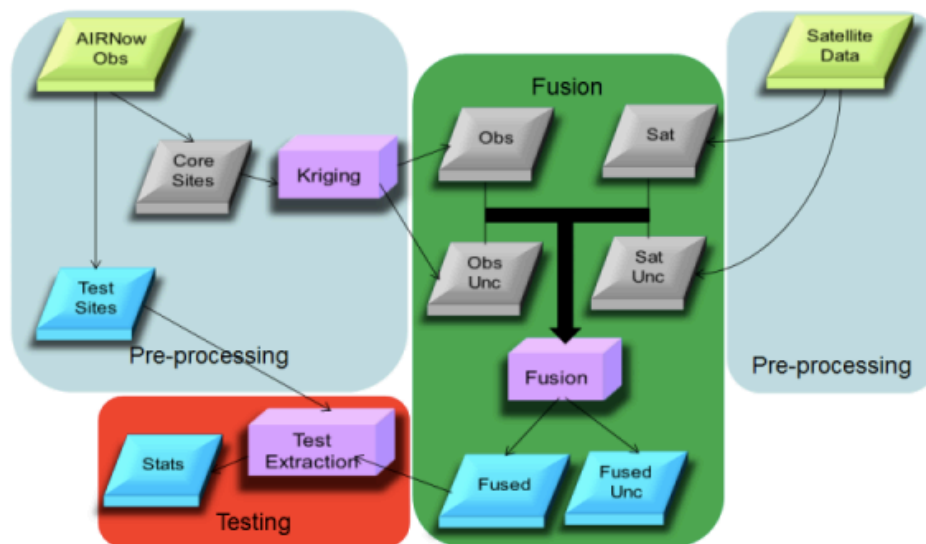 AIRNow
Obs
Satellite
Data
Fusion
Obs
Sat
Core
Sites
Kriging
Obs
Unc
Sat
Unc
Test
Sites
Pre-processing
Pre-processing
Fusion
Test
Extraction
Stats
Fused
Fused
Unc
Testing